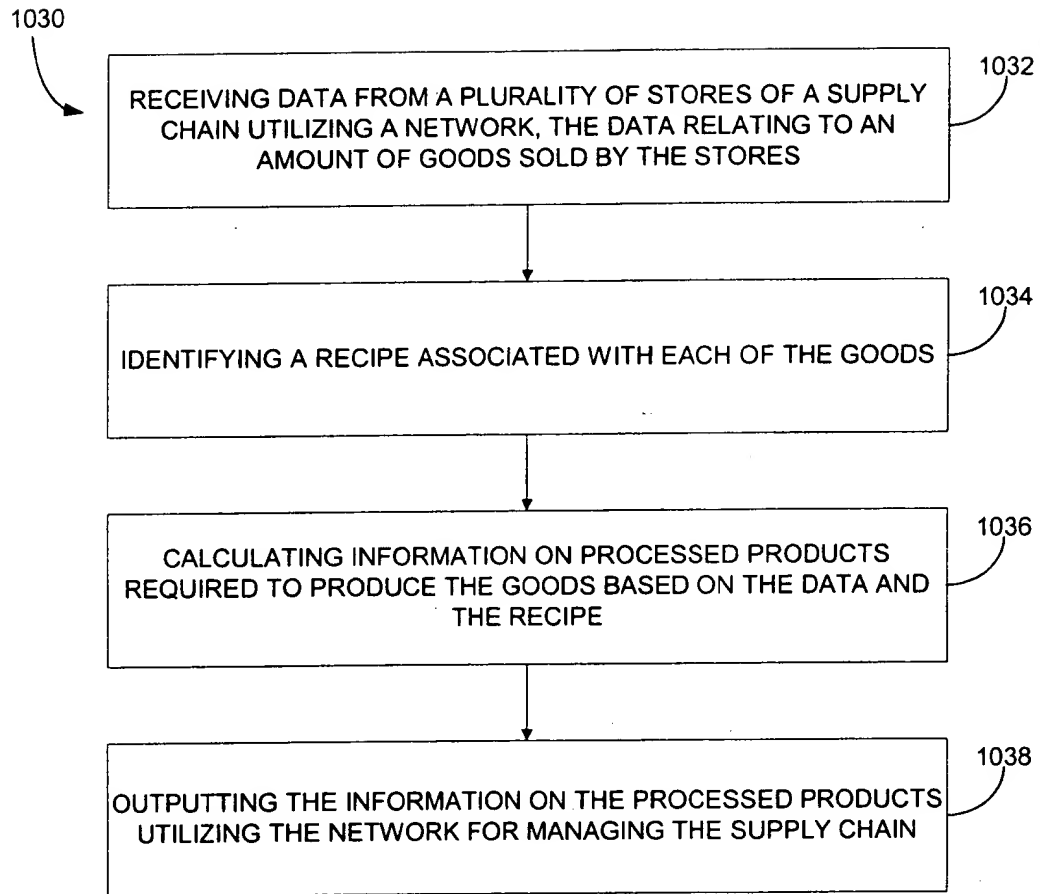 1030
1032
RECEIVING DATA FROM A PLURALITY OF STORES OF A SUPPLY
CHAIN UTILIZING A NETWORK, THE DATA RELATING TO AN
AMOUNT OF GOODS SOLD BY THE STORES
1034
IDENTIFYING A RECIPE ASSOCIATED WITH EACH OF THE GOODS
1036
CALCULATING INFORMATION ON PROCESSED PRODUCTS
REQUIRED TO PRODUCE THE GOODS BASED ON THE DATA AND
THE RECIPE
1038
OUTPUTTING THE INFORMATION ON THE PROCESSED PRODUCTS
UTILIZING THE NETWORK FOR MANAGING THE SUPPLY CHAIN